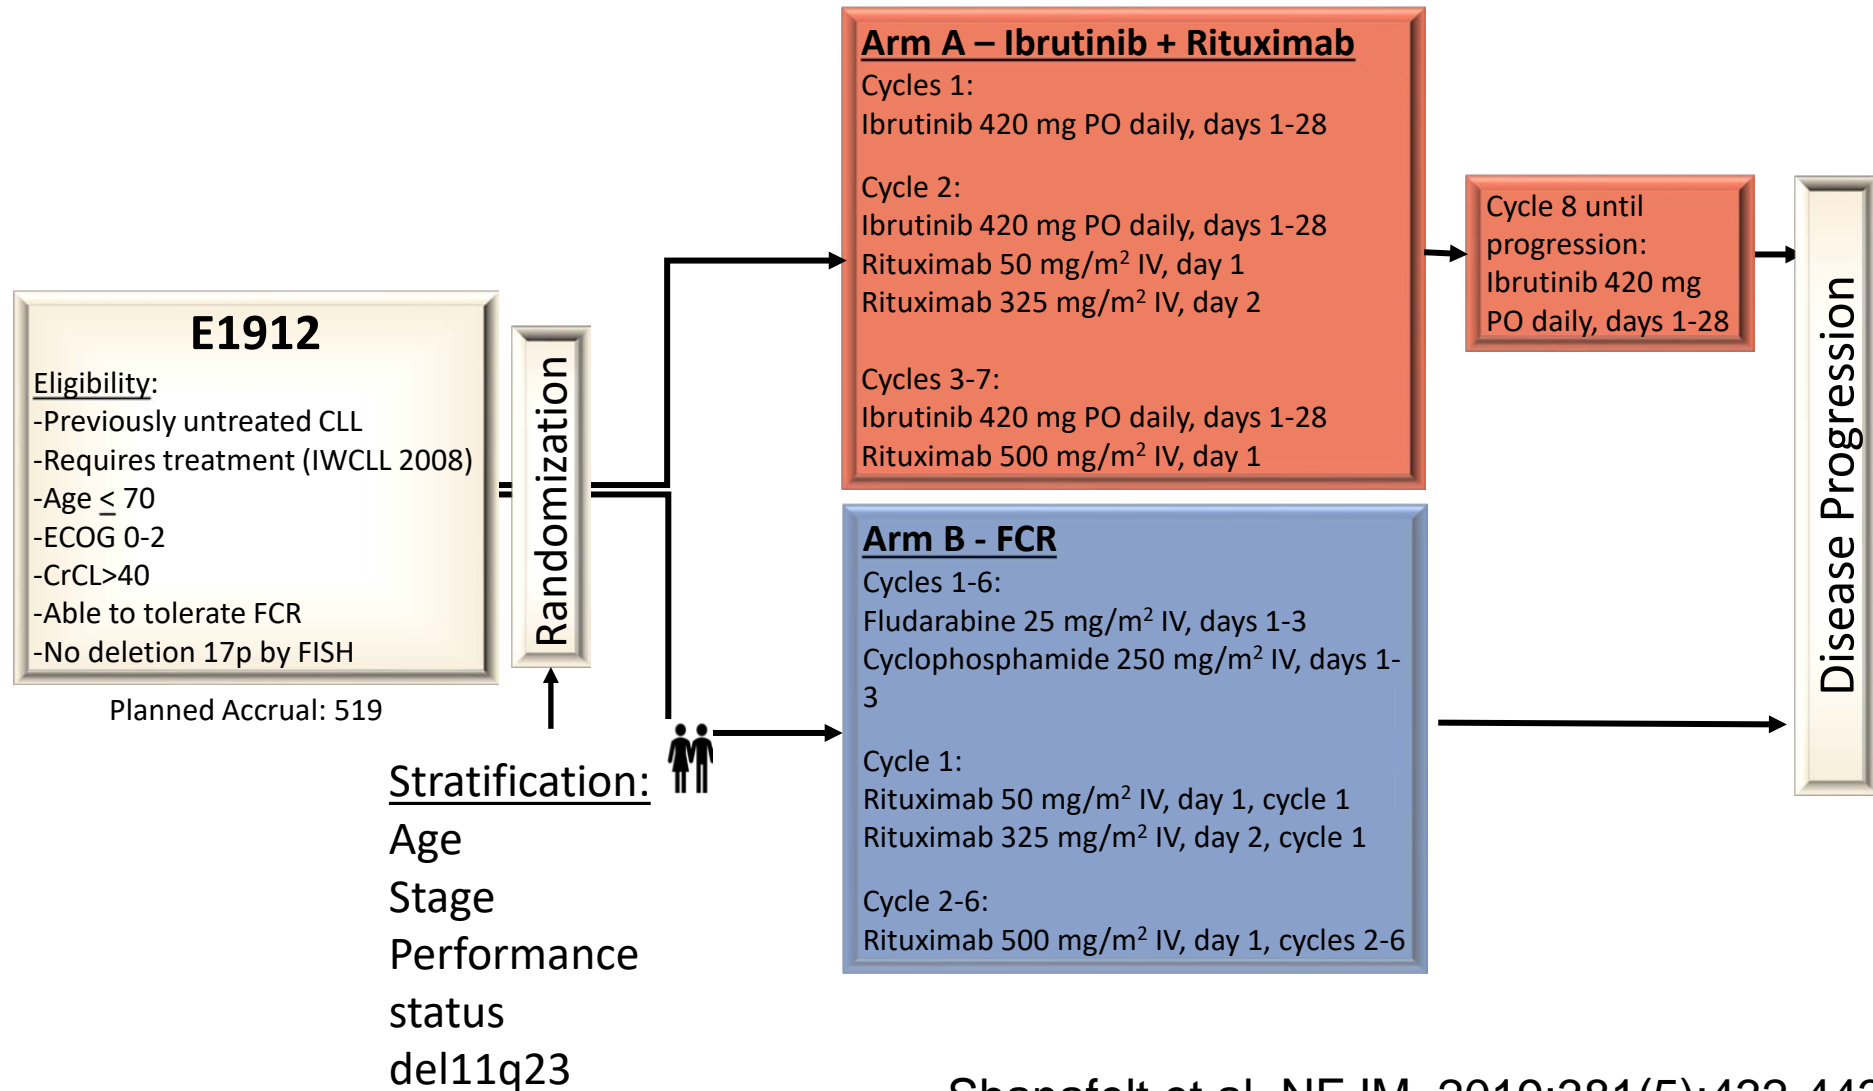 E1912
Eligibility:
-Previously untreated CLL
-Requires treatment (IWCLL 2008)
-Age ≤ 70
-ECOG 0-2
-CrCL>40
-Able to tolerate FCR
-No deletion 17p by FISH
Planned Accrual: 519
Randomization
Stratification:
Age
Stage
Performance
status
del11q23
Arm A – Ibrutinib + Rituximab
Cycles 1:
Ibrutinib 420 mg PO daily, days 1-28
Cycle 2:
Ibrutinib 420 mg PO daily, days 1-28
Rituximab 50 mg/m² IV, day 1
Rituximab 325 mg/m² IV, day 2
Cycles 3-7:
Ibrutinib 420 mg PO daily, days 1-28
Rituximab 500 mg/m² IV, day 1
Cycle 8 until
progression:
Ibrutinib 420 mg
PO daily, days 1-28
Arm B - FCR
Cycles 1-6:
Fludarabine 25 mg/m² IV, days 1-3
Cyclophosphamide 250 mg/m² IV, days 1-
3
Cycle 1:
Rituximab 50 mg/m² IV, day 1, cycle 1
Rituximab 325 mg/m² IV, day 2, cycle 1
Cycle 2-6:
Rituximab 500 mg/m² IV, day 1, cycles 2-6
Disease Progression